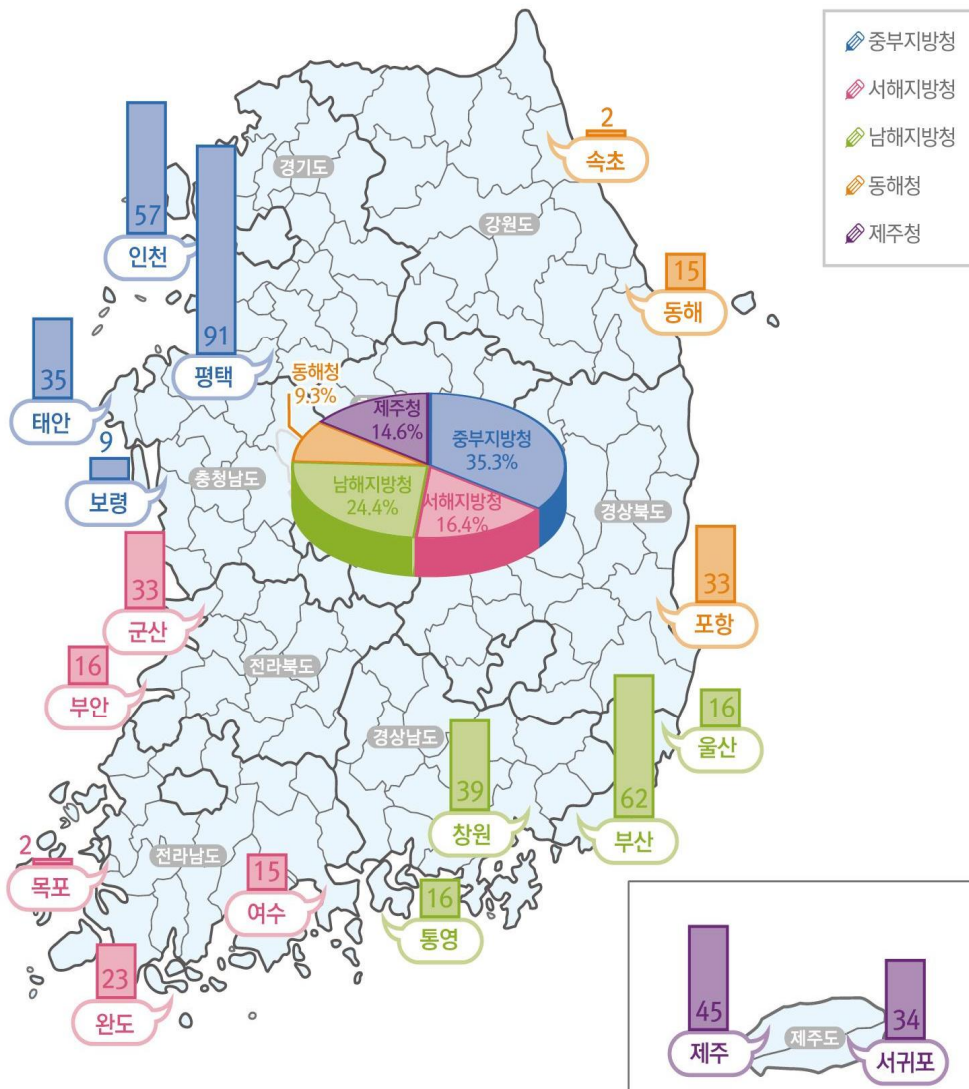 중부지방청
서해지방청
남해지방청
동해청
제주청
2
속초
경기도
57
인천
강원도
15
동해
91
평택
35
태안
동해청
9.3%
제주청
14.6%
중부지방청
35.3%
9
보령
충청남도
남해지방청
24.4%
서해지방청
16.4%
경상북도
33
군산
33
포항
16
부안
전라북도
16
울산
경상남도
39
창원
62
부산
2
목포
전라남도
15
여수
16
통영
23
완도
45
제주
제주도
34
서귀포